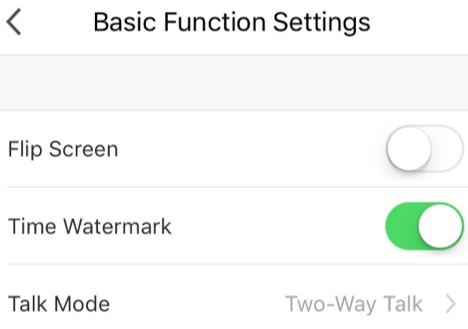 Basic Function Settings
Flip Screen
Time Watermark
Talk Mode Two-Way Talk